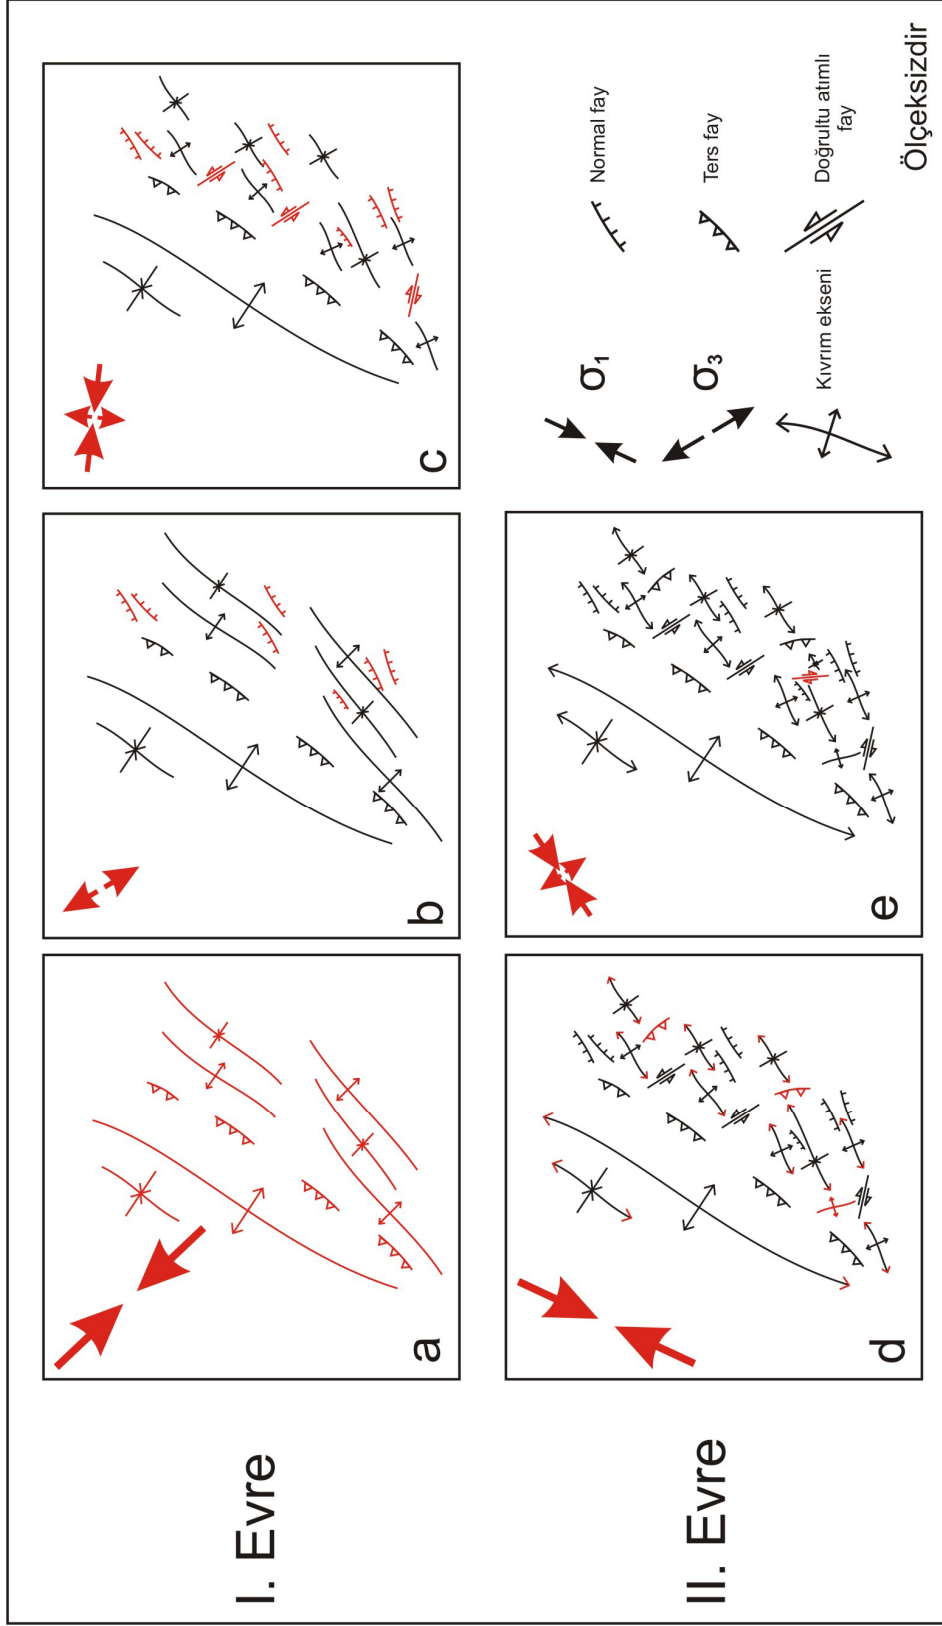 I. Evre
a
b
c
II. Evre
d
e
σ1
σ3
Kıvrım ekseni
Normal fay
Ters fay
Doğrultu atımlı
fay
Ölçeksizdir